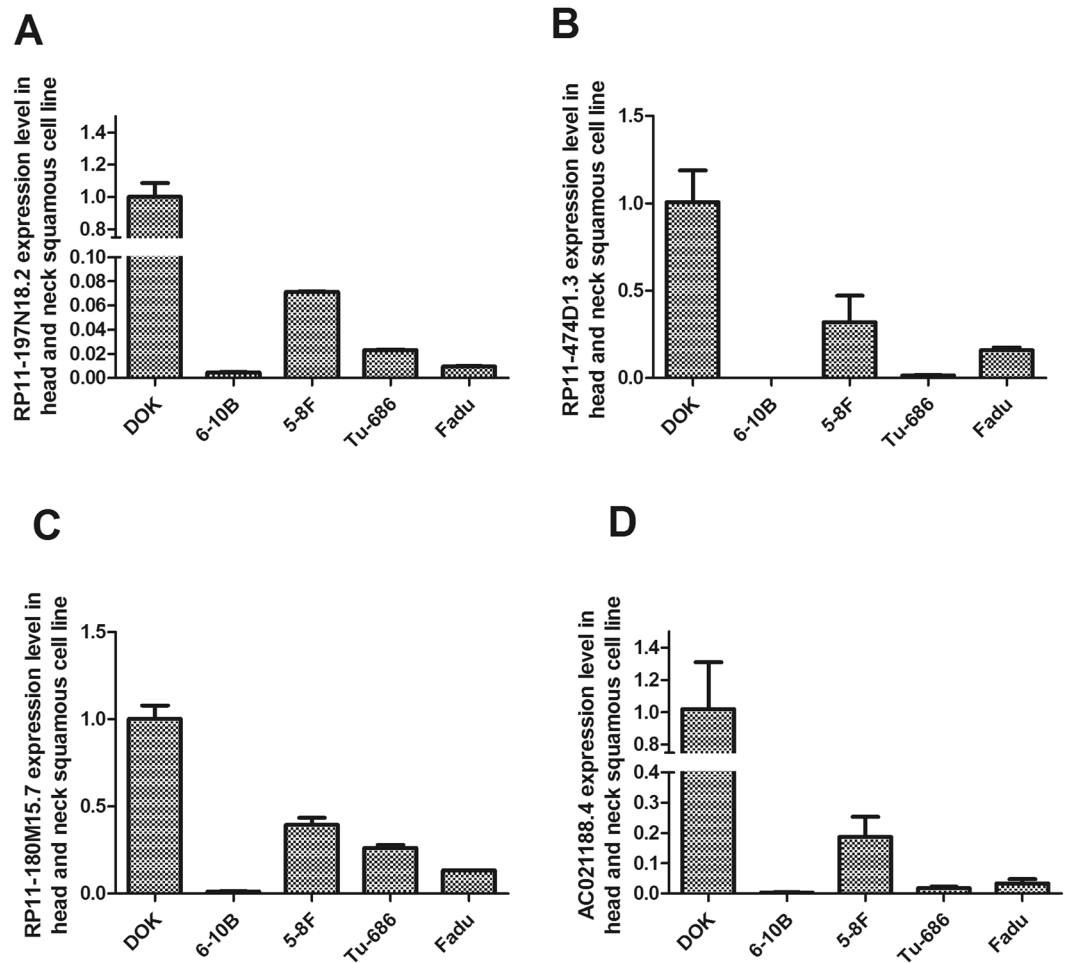 A
RP11-197N18.2 expression level in
head and neck squamous cell line
1.4
1.2
1.0
0.8
0.10
0.08
0.06
0.04
0.02
0.00
DOK
6-10B
5-8F
Tu-686
Fadu
B
RP11-474D1.3 expression level in
head and neck squamous cell line
1.5
1.0
0.5
0.0
DOK
6-10B
5-8F
Tu-686
Fadu
C
RP11-180M15.7 expression level in
head and neck squamous cell line
1.5
1.0
0.5
0.0
DOK
6-10B
5-8F
Tu-686
Fadu
D
AC021188.4 expression level in
head and neck squamous cell line
1.4
1.2
1.0
0.8
0.4
0.3
0.2
0.1
0.0
DOK
6-10B
5-8F
Tu-686
Fadu